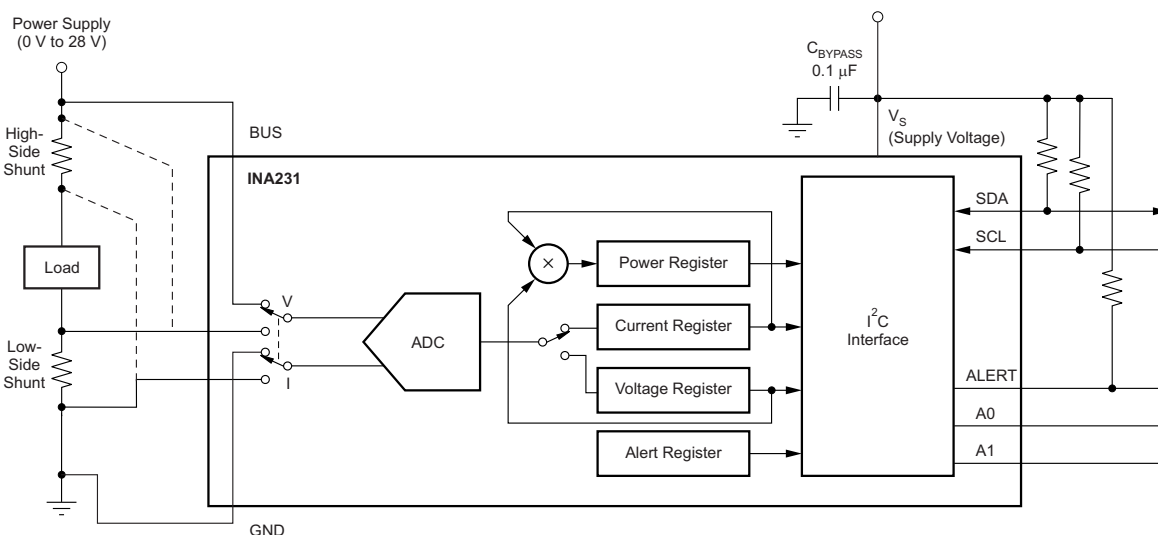 Power Supply
(0 V to 28 V)
C_BYPASS
0.1 μF
V_S
(Supply Voltage)
High-
Side
Shunt
BUS
INA231
Load
Low-
Side
Shunt
V
I
ADC
×
Power Register
Current Register
Voltage Register
Alert Register
I²C
Interface
SDA
SCL
ALERT
A0
A1
GND